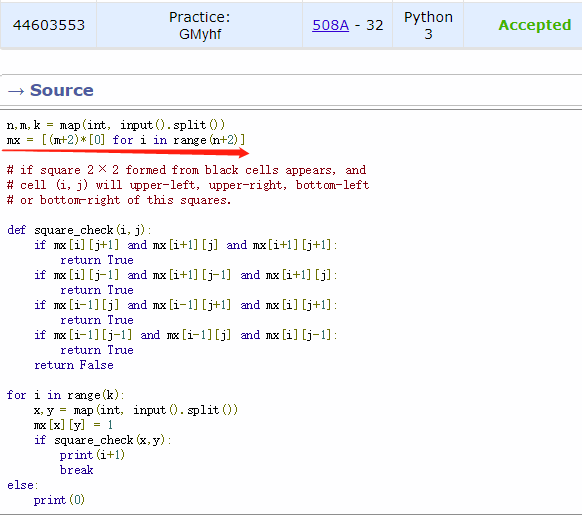 44603553 Practice: GMyhf 508A - 32 Python 3 Accepted
→ Source
n,m,k = map(int, input().split())
mx = [(m+2)*[0] for i in range(n+2)]
# if square 2×2 formed from black cells appears, and
# cell (i, j) will upper-left, upper-right, bottom-left
# or bottom-right of this squares.
def square_check(i,j):
    if mx[i][j+1] and mx[i+1][j] and mx[i+1][j+1]:
        return True
    if mx[i][j-1] and mx[i+1][j-1] and mx[i+1][j]:
        return True
    if mx[i-1][j] and mx[i-1][j+1] and mx[i][j+1]:
        return True
    if mx[i-1][j-1] and mx[i-1][j] and mx[i][j-1]:
        return True
    return False
for i in range(k):
    x,y = map(int, input().split())
    mx[x][y] = 1
    if square_check(x,y):
        print(i+1)
        break
else:
    print(0)